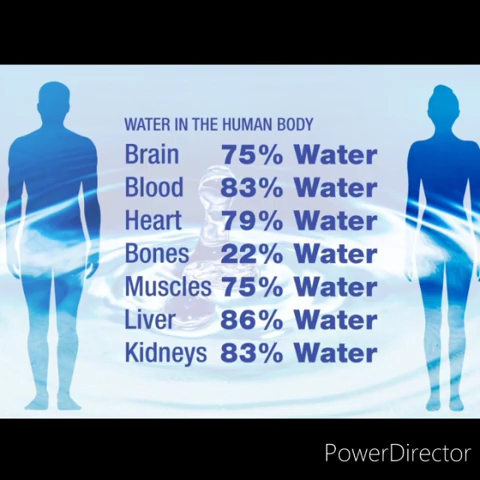 WATER IN THE HUMAN BODY
Brain 75% Water
Blood 83% Water
Heart 79% Water
Bones 22% Water
Muscles 75% Water
Liver 86% Water
Kidneys 83% Water
PowerDirector